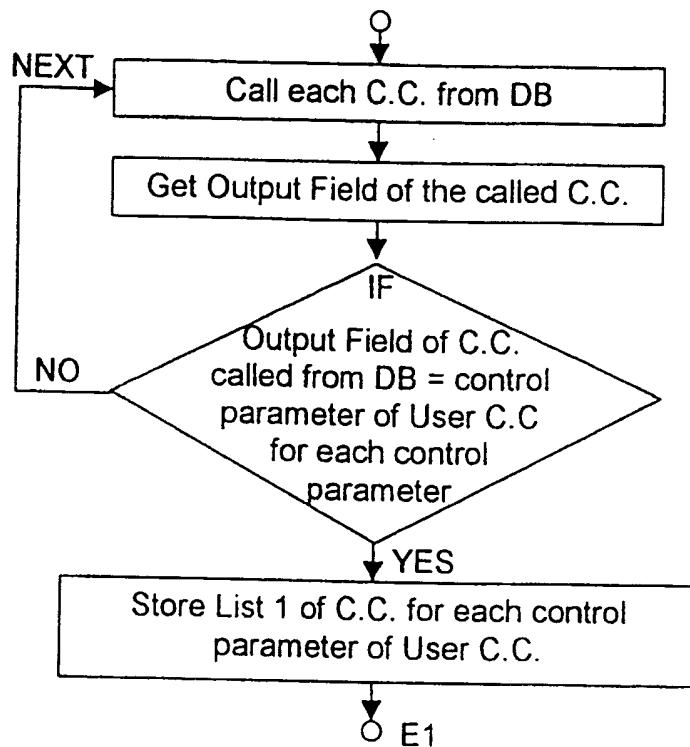 NEXT
Call each C.C. from DB
Get Output Field of the called C.C.
IF
Output Field of C.C.
called from DB = control
parameter of User C.C
for each control
parameter
NO
YES
Store List 1 of C.C. for each control
parameter of User C.C.
E1